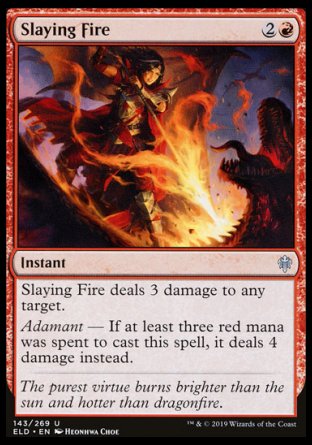 Slaying Fire 2
Instant
Slaying Fire deals 3 damage to any
target.
Adamant — If at least three red mana
was spent to cast this spell, it deals 4
damage instead.
The purest virtue burns brighter than the
sun and hotter than dragonfire.
143/269 U
ELD • EN Heonhwa Choe
™ & © 2019 Wizards of the Coast